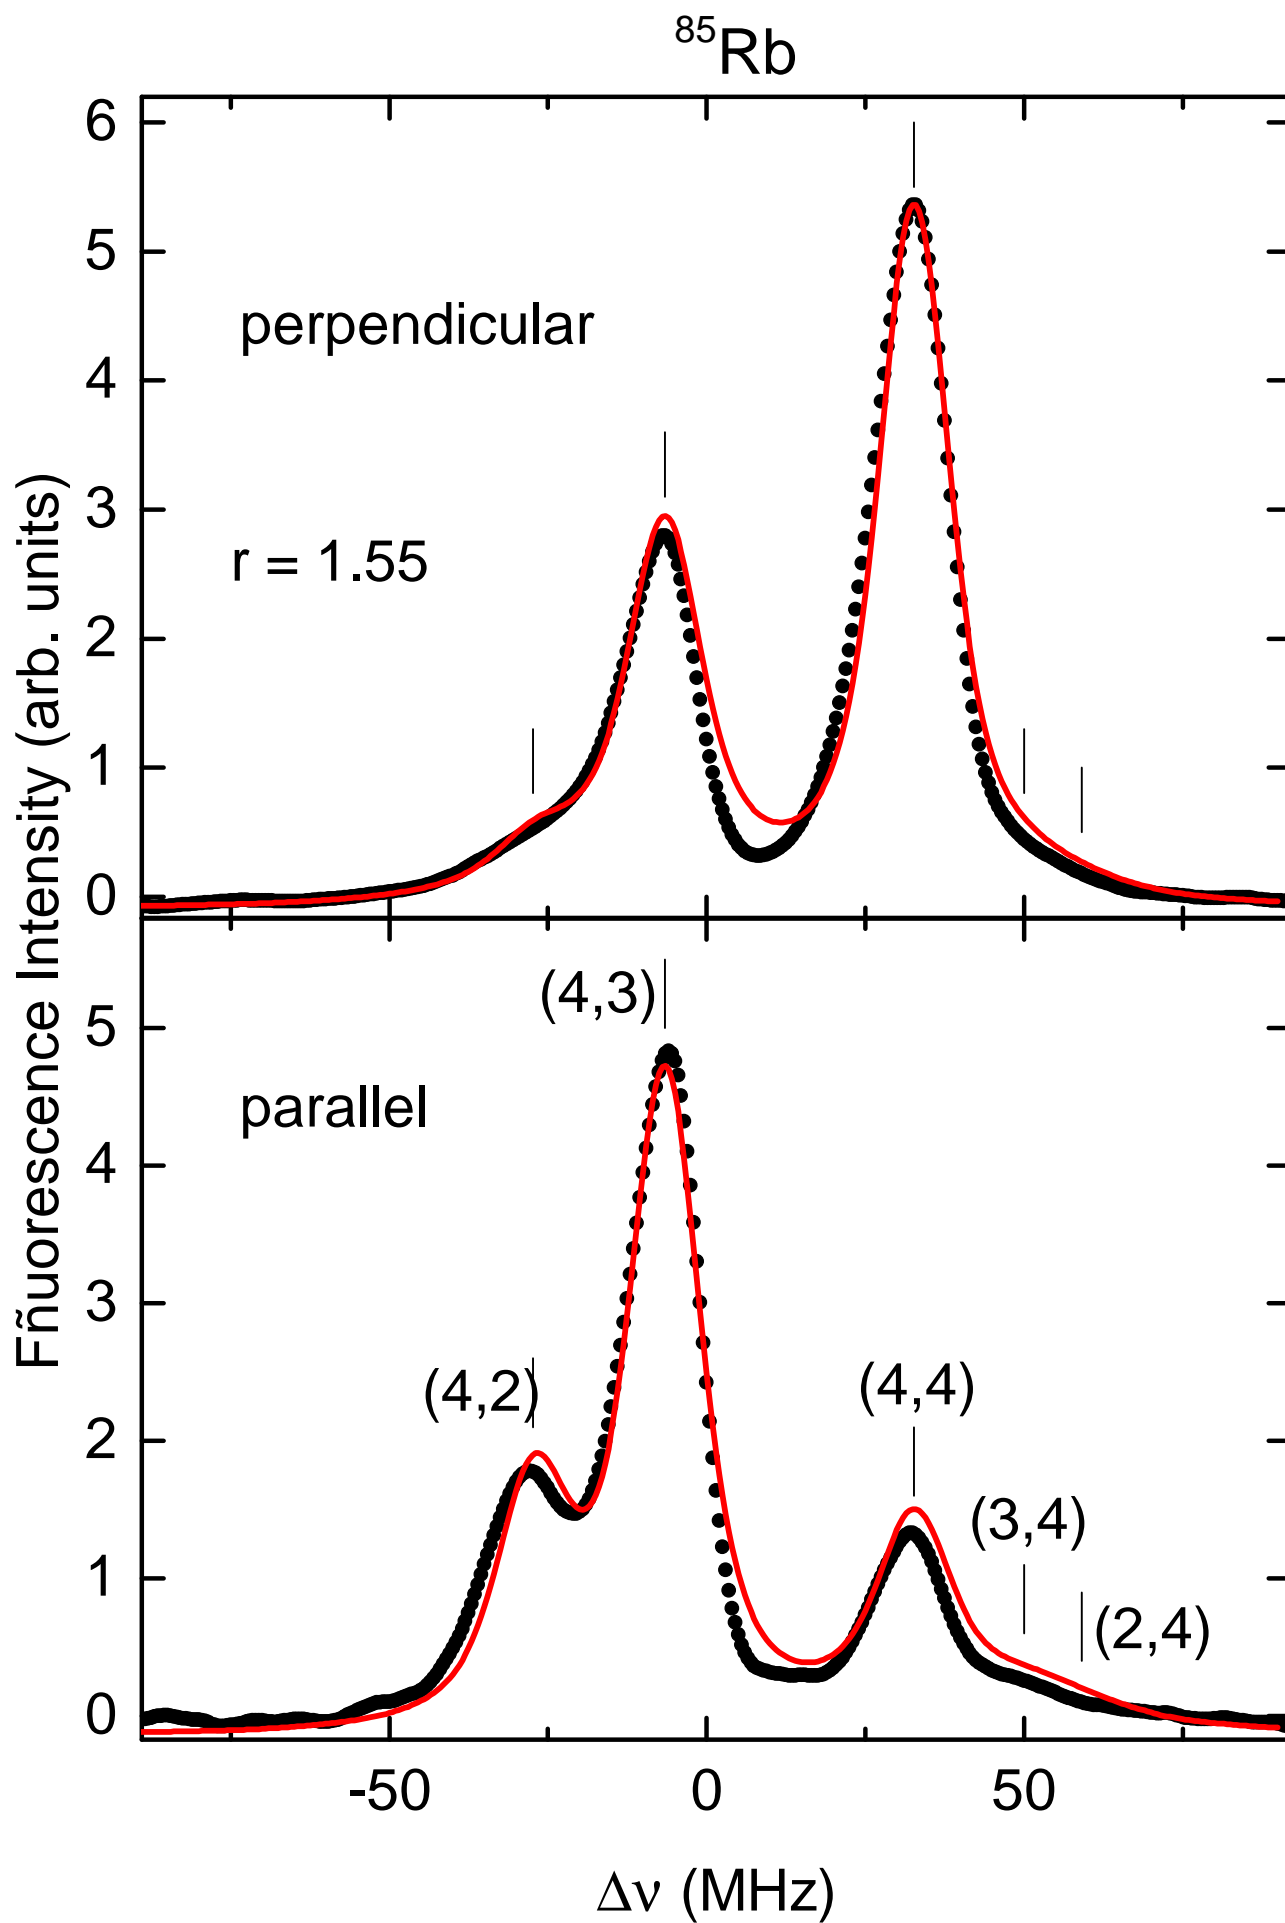 ⁸⁵Rb
6
5
4
3
2
1
0
perpendicular
r = 1.55
Fñuorescence Intensity (arb. units)
5
4
3
2
1
0
(4,3)
parallel
(4,2)
(4,4)
(3,4)
(2,4)
-50 0 50
Δν (MHz)